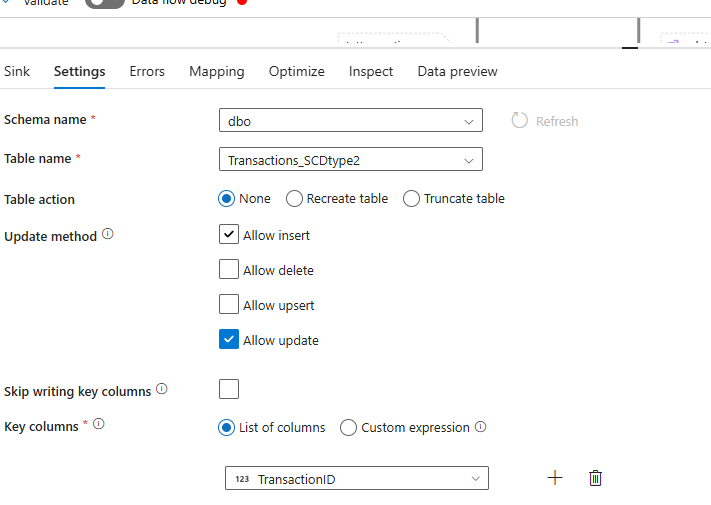 Validate Data flow debug
Sink Settings Errors Mapping Optimize Inspect Data preview
Schema name * dbo Refresh
Table name * Transactions_SCDtype2
Table action None Recreate table Truncate table
Update method Allow insert
Allow delete
Allow upsert
Allow update
Skip writing key columns
Key columns * List of columns Custom expression
123 TransactionID